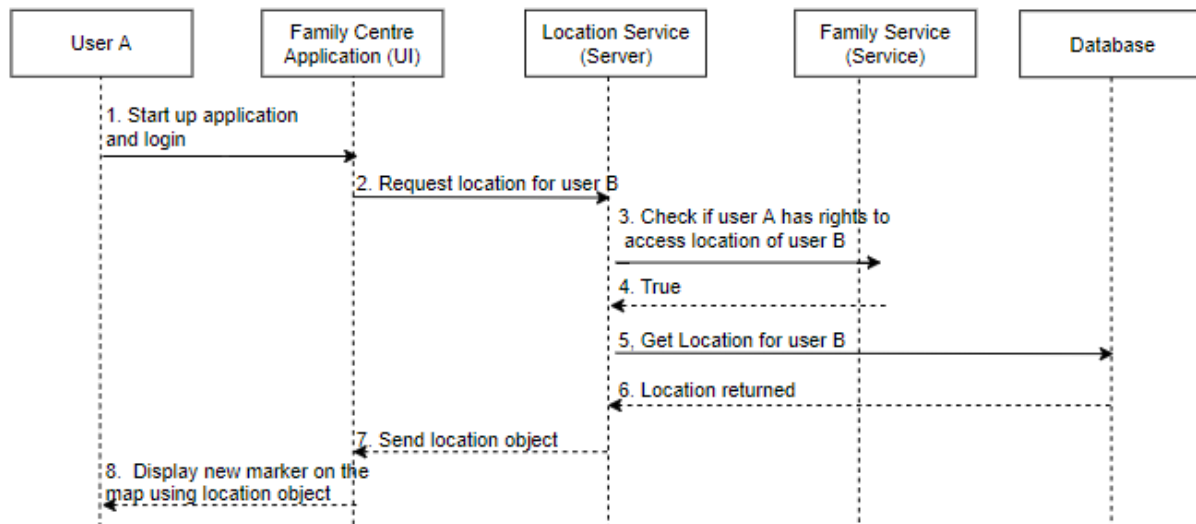 User A
Family Centre
Application (UI)
Location Service
(Server)
Family Service
(Service)
Database
1. Start up application
and login
2. Request location for user B
3. Check if user A has rights to
access location of user B
4. True
5, Get Location for user B
6. Location returned
7. Send location object
8. Display new marker on the
map using location object